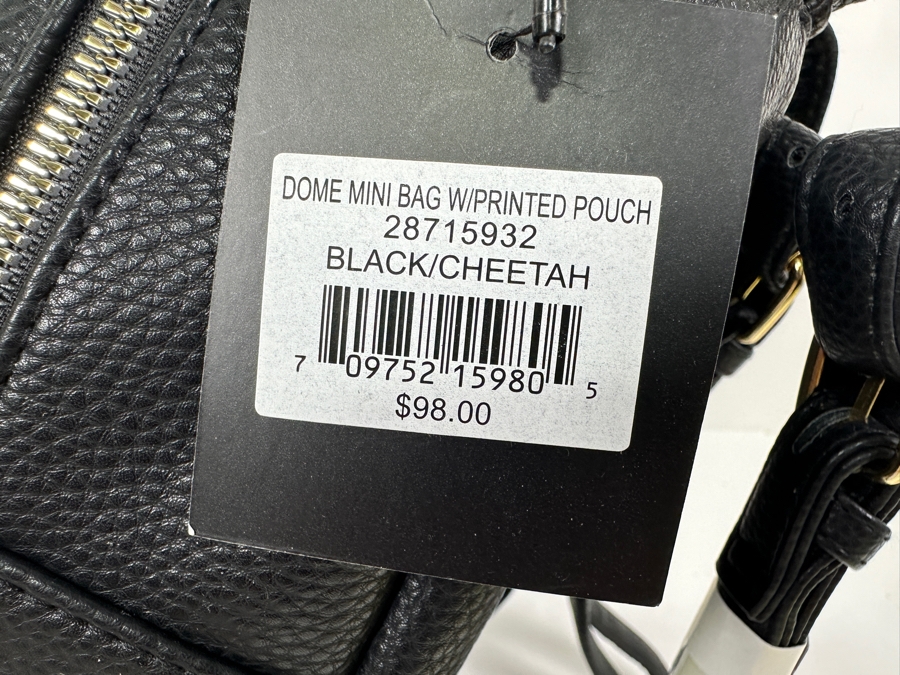 DOME MINI BAG W/PRINTED POUCH
28715932
BLACK/CHEETAH
7 09752 15980 5
$98.00